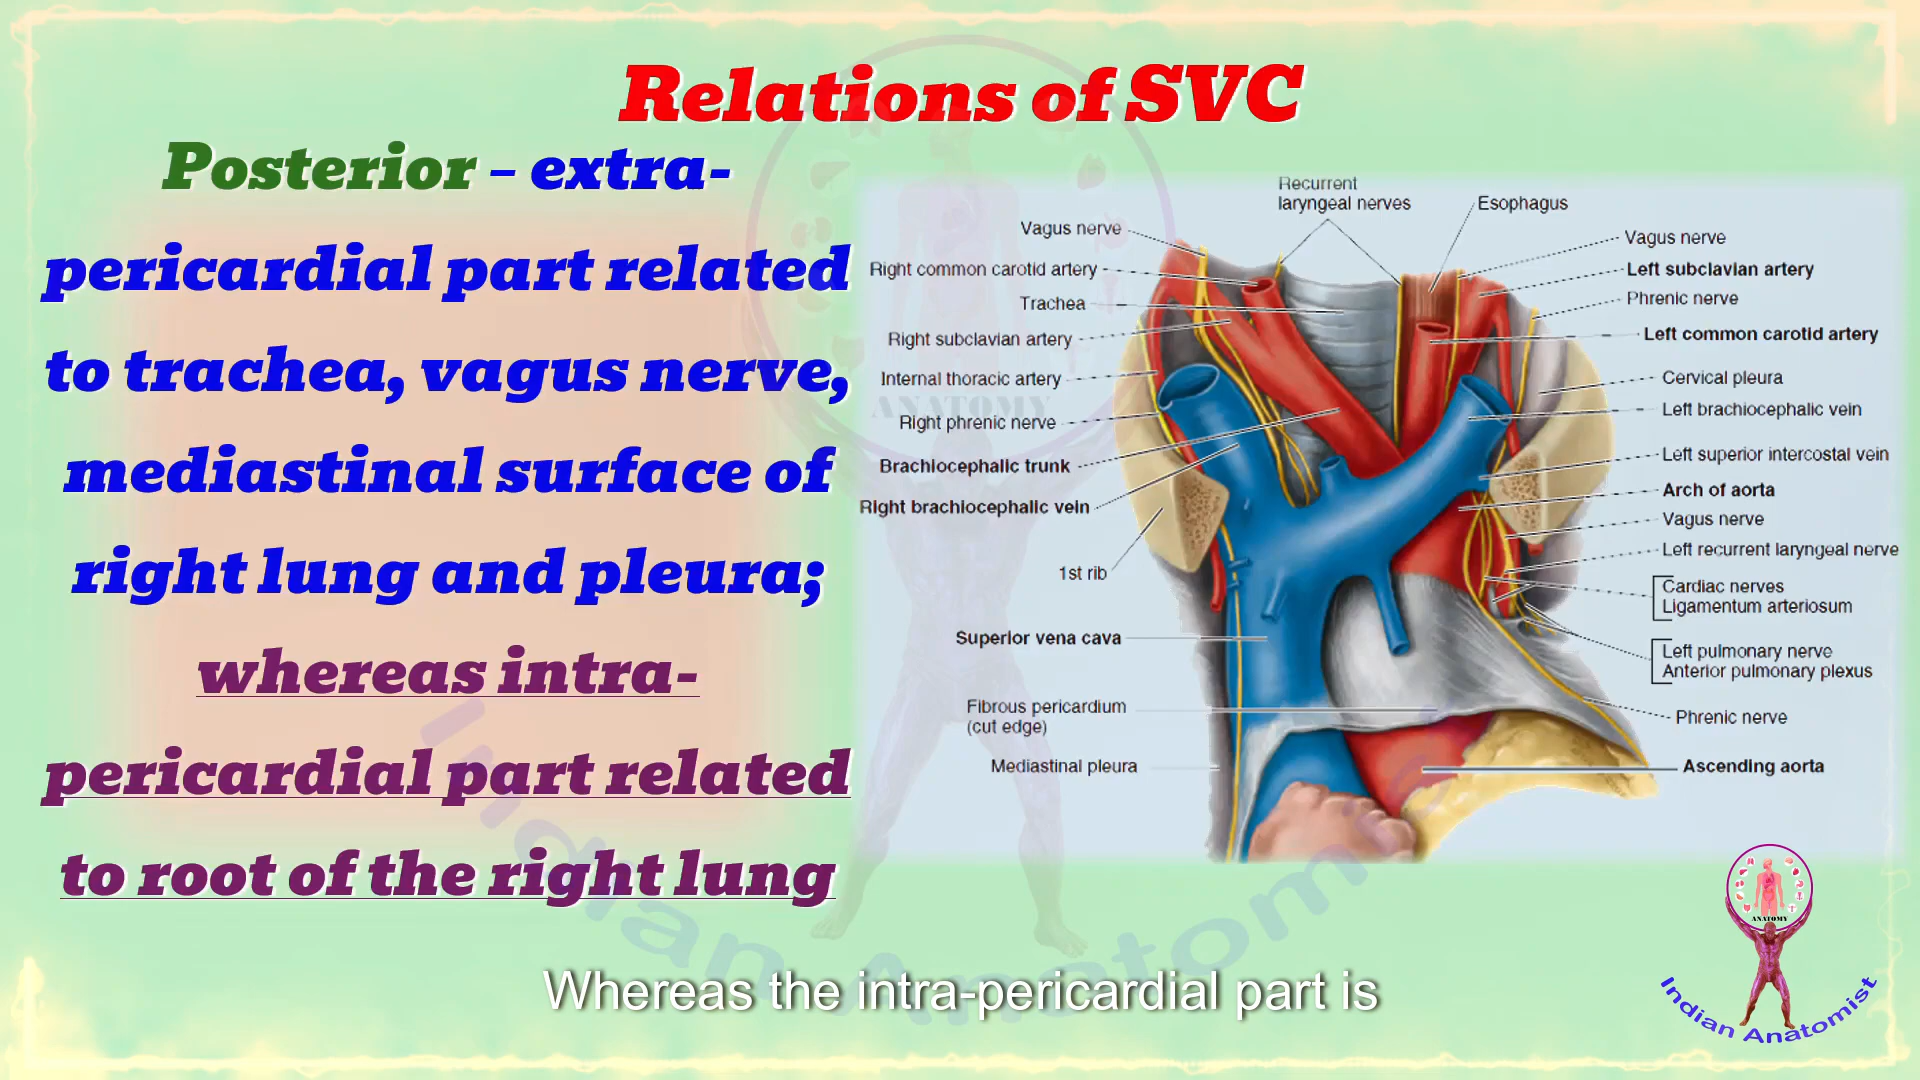 Relations of SVC
Posterior – extra-
pericardial part related
to trachea, vagus nerve,
mediastinal surface of
right lung and pleura;
whereas intra-
pericardial part related
to root of the right lung
Recurrent
laryngeal nerves
Esophagus
Vagus nerve
Right common carotid artery
Trachea
Right subclavian artery
Internal thoracic artery
Right phrenic nerve
Brachiocephalic trunk
Right brachiocephalic vein
1st rib
Superior vena cava
Fibrous pericardium
(cut edge)
Mediastinal pleura
Vagus nerve
Left subclavian artery
Phrenic nerve
Left common carotid artery
Cervical pleura
Left brachiocephalic vein
Left superior intercostal vein
Arch of aorta
Vagus nerve
Left recurrent laryngeal nerve
Cardiac nerves
Ligamentum arteriosum
Left pulmonary nerve
Anterior pulmonary plexus
Phrenic nerve
Ascending aorta
ANATOMY
Indian Anatomist
Whereas the intra-pericardial part is
ANATOMY
Indian Anatomist